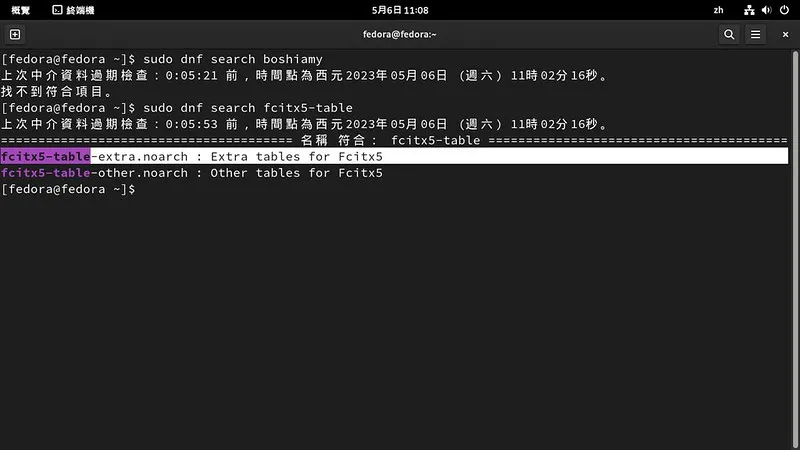 概覽 終端機 5月6日 11:08 zh
fedora@fedora:~
[fedora@fedora ~]$ sudo dnf search boshiamy
上次中介資料過期檢查：0:05:21 前，時間點為西元2023年05月06日 (週六) 11時02分16秒。
找不到符合項目。
[fedora@fedora ~]$ sudo dnf search fcitx5-table
上次中介資料過期檢查：0:05:53 前，時間點為西元2023年05月06日 (週六) 11時02分16秒。
======================================= 名稱 符合： fcitx5-table ========================================
fcitx5-table-extra.noarch : Extra tables for Fcitx5
fcitx5-table-other.noarch : Other tables for Fcitx5
[fedora@fedora ~]$